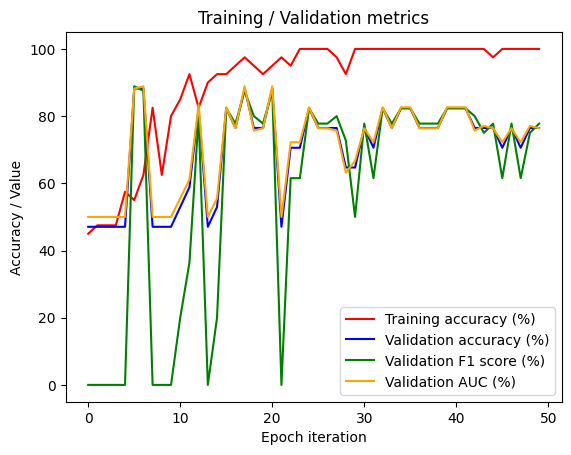 Training / Validation metrics
Accuracy / Value
100
80
60
40
20
0
Training accuracy (%)
Validation accuracy (%)
Validation F1 score (%)
Validation AUC (%)
0 10 20 30 40 50
Epoch iteration